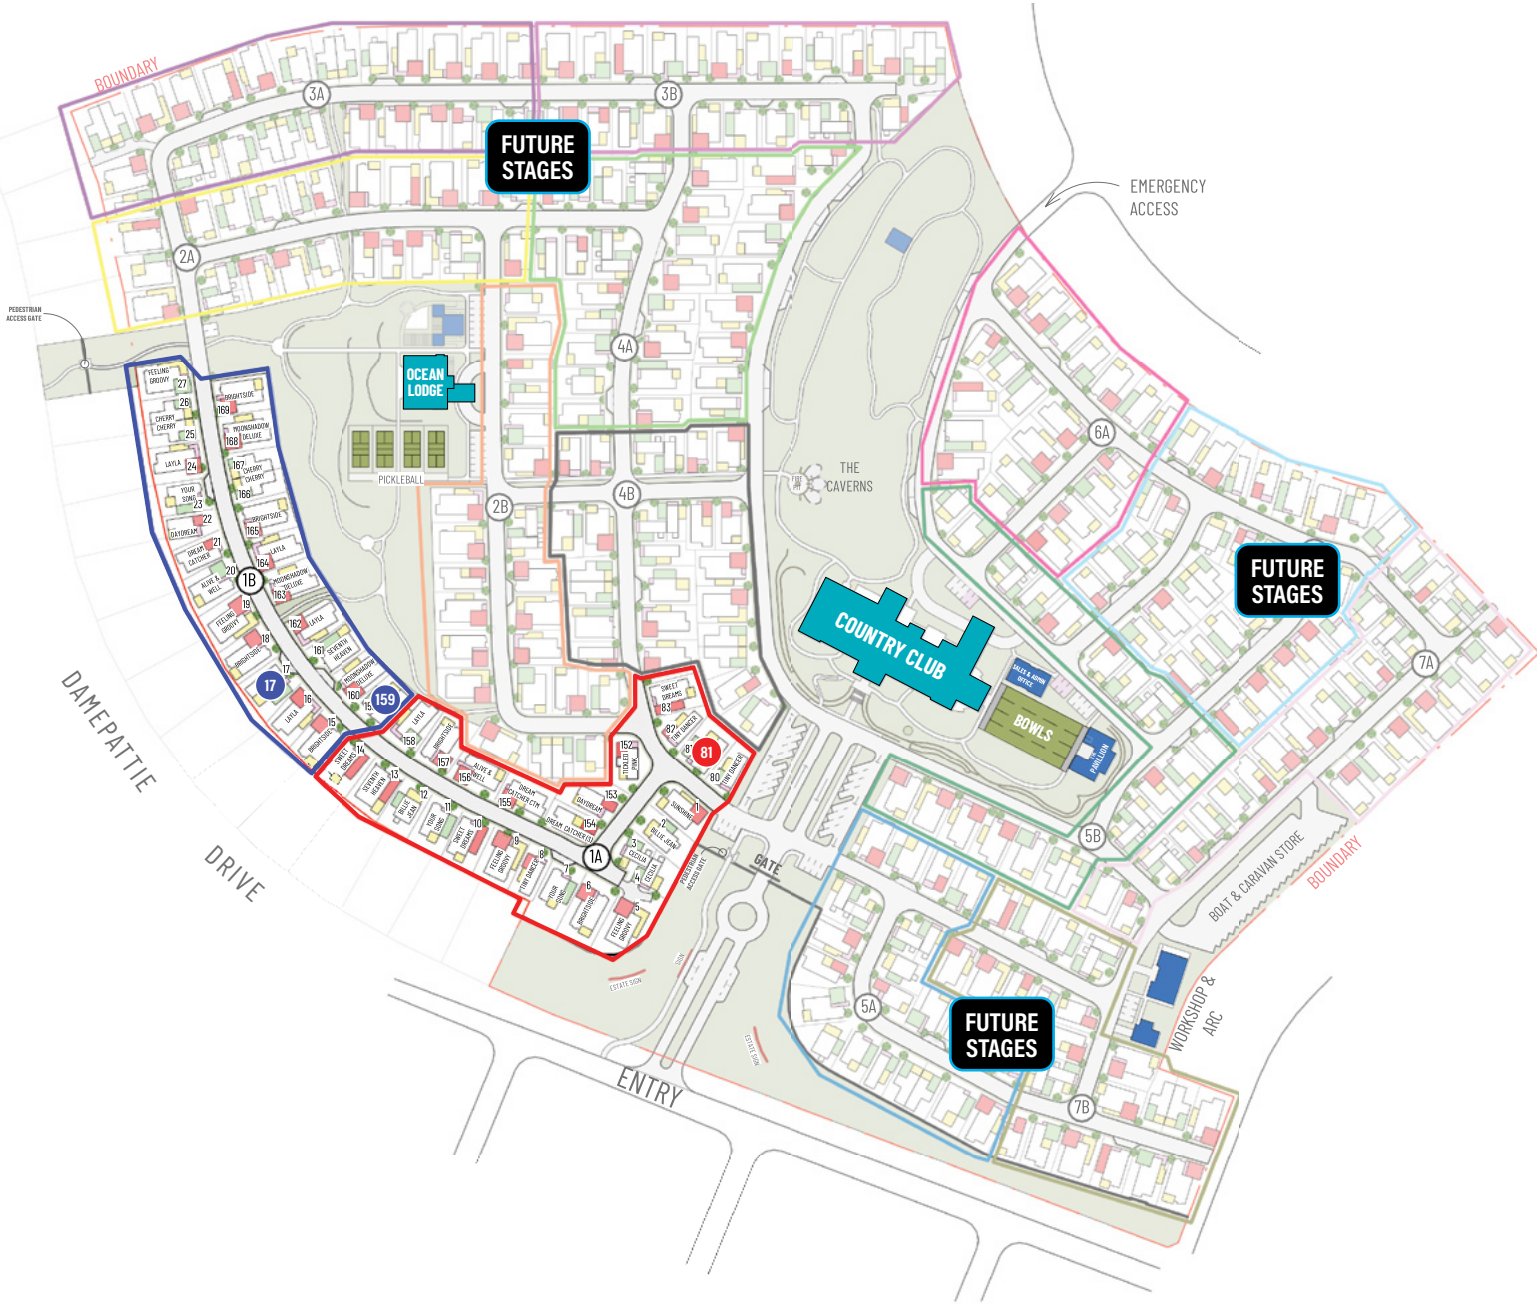 BOUNDARY
3A
3B
FUTURE
STAGES
EMERGENCY
ACCESS
2A
PEDESTRIAN
ACCESS GATE
4A
OCEAN
LODGE
PICKLEBALL
6A
THE
CAVERNS
FIRE
PIT
2B
4B
FEELING
GROOVY
27
26
CHERRY
CHERRY
25
LAYLA
24
YOUR
SONG
23
22
DAYDREAM
21
DREAM
CATCHER
20
ALIVE &
WELL
19
FEELING
GROOVY
18
BRIGHTSIDE
17
17
16
LAYLA
15
BRIGHTSIDE
BRIGHTSIDE
169
MOONSHADOW
DELUXE
168
167
CHERRY
CHERRY
166
BRIGHTSIDE
165
LAYLA
164
MOONSHADOW
DELUXE
163
162
LAYLA
161
SEVENTH
HEAVEN
MOONSHADOW
DELUXE
160
159
1B
FUTURE
STAGES
COUNTRY CLUB
SALES & ADMIN
OFFICE
BOWLS
PAVILLION
7A
DAMEPATTIE
DRIVE
SWEET
DREAMS
83
82
TINY DANCER
81
80
TINY DANCER
152
TICKLED
PINK
LAYLA
158
BRIGHTSIDE
157
ALIVE &
WELL
156
DREAM
CATCHER CTM
155
DAYDREAM
153
DREAM CATCHER (S)
154
14
SWEET
DREAMS
13
SEVENTH
HEAVEN
12
BILLIE
JEAN
11
YOUR
SONG
10
SWEET
DREAMS
9
FEELING
GROOVY
8
TINY DANCER
7
YOUR
SONG
6
BRIGHTSIDE
5
FEELING
GROOVY
4
CECILIA
3
CECILIA
2
BILLIE JEAN
1
SUNSHINE
1A
PEDESTRIAN
ACCESS GATE
GATE
5B
BOAT & CARAVAN STORE
BOUNDARY
SIGN
ESTATE SIGN
ESTATE SIGN
5A
FUTURE
STAGES
WORKSHOP &
ARC
7B
ENTRY